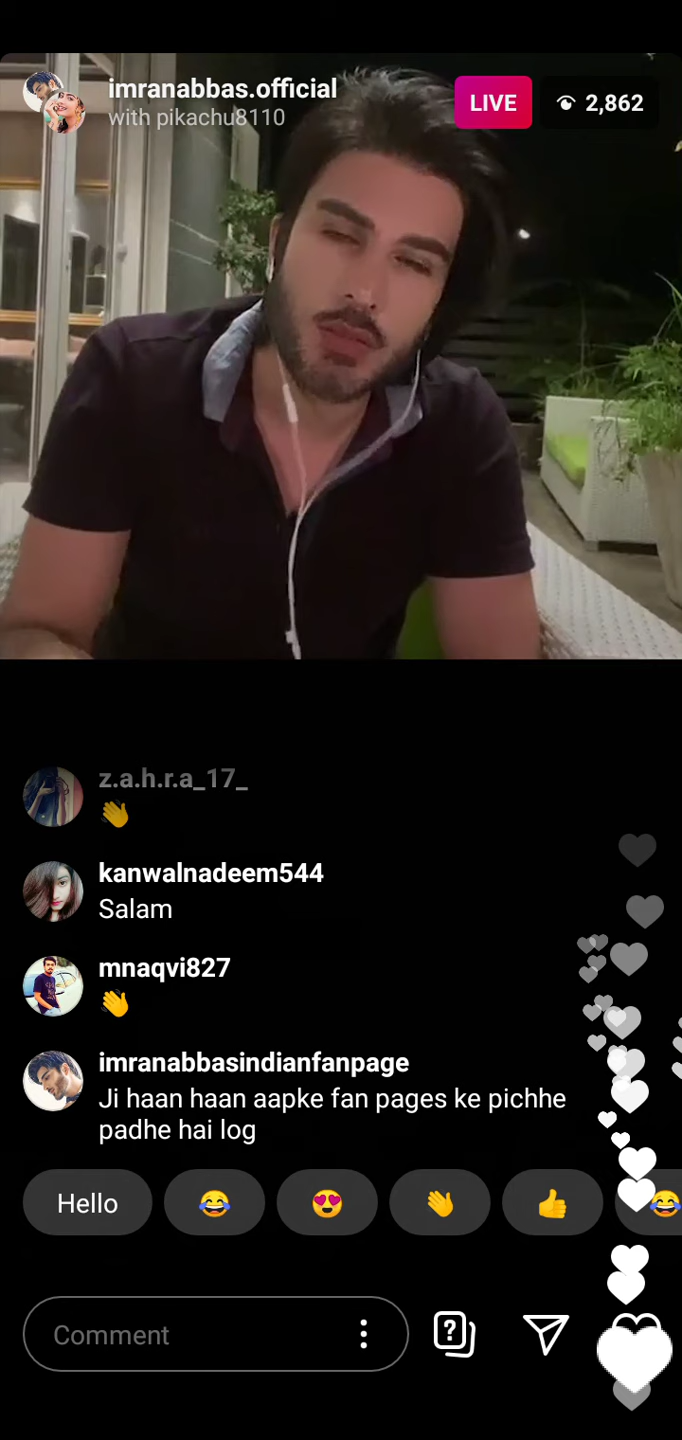 imranabbas.official
with pikachu8110
LIVE
2,862
z.a.h.r.a_17_
👋
kanwalnadeem544
Salam
mnaqvi827
👋
imranabbasindianfanpage
Ji haan haan aapke fan pages ke pichhe
padhe hai log
Hello 😂 😍 👋 👍 😂
Comment